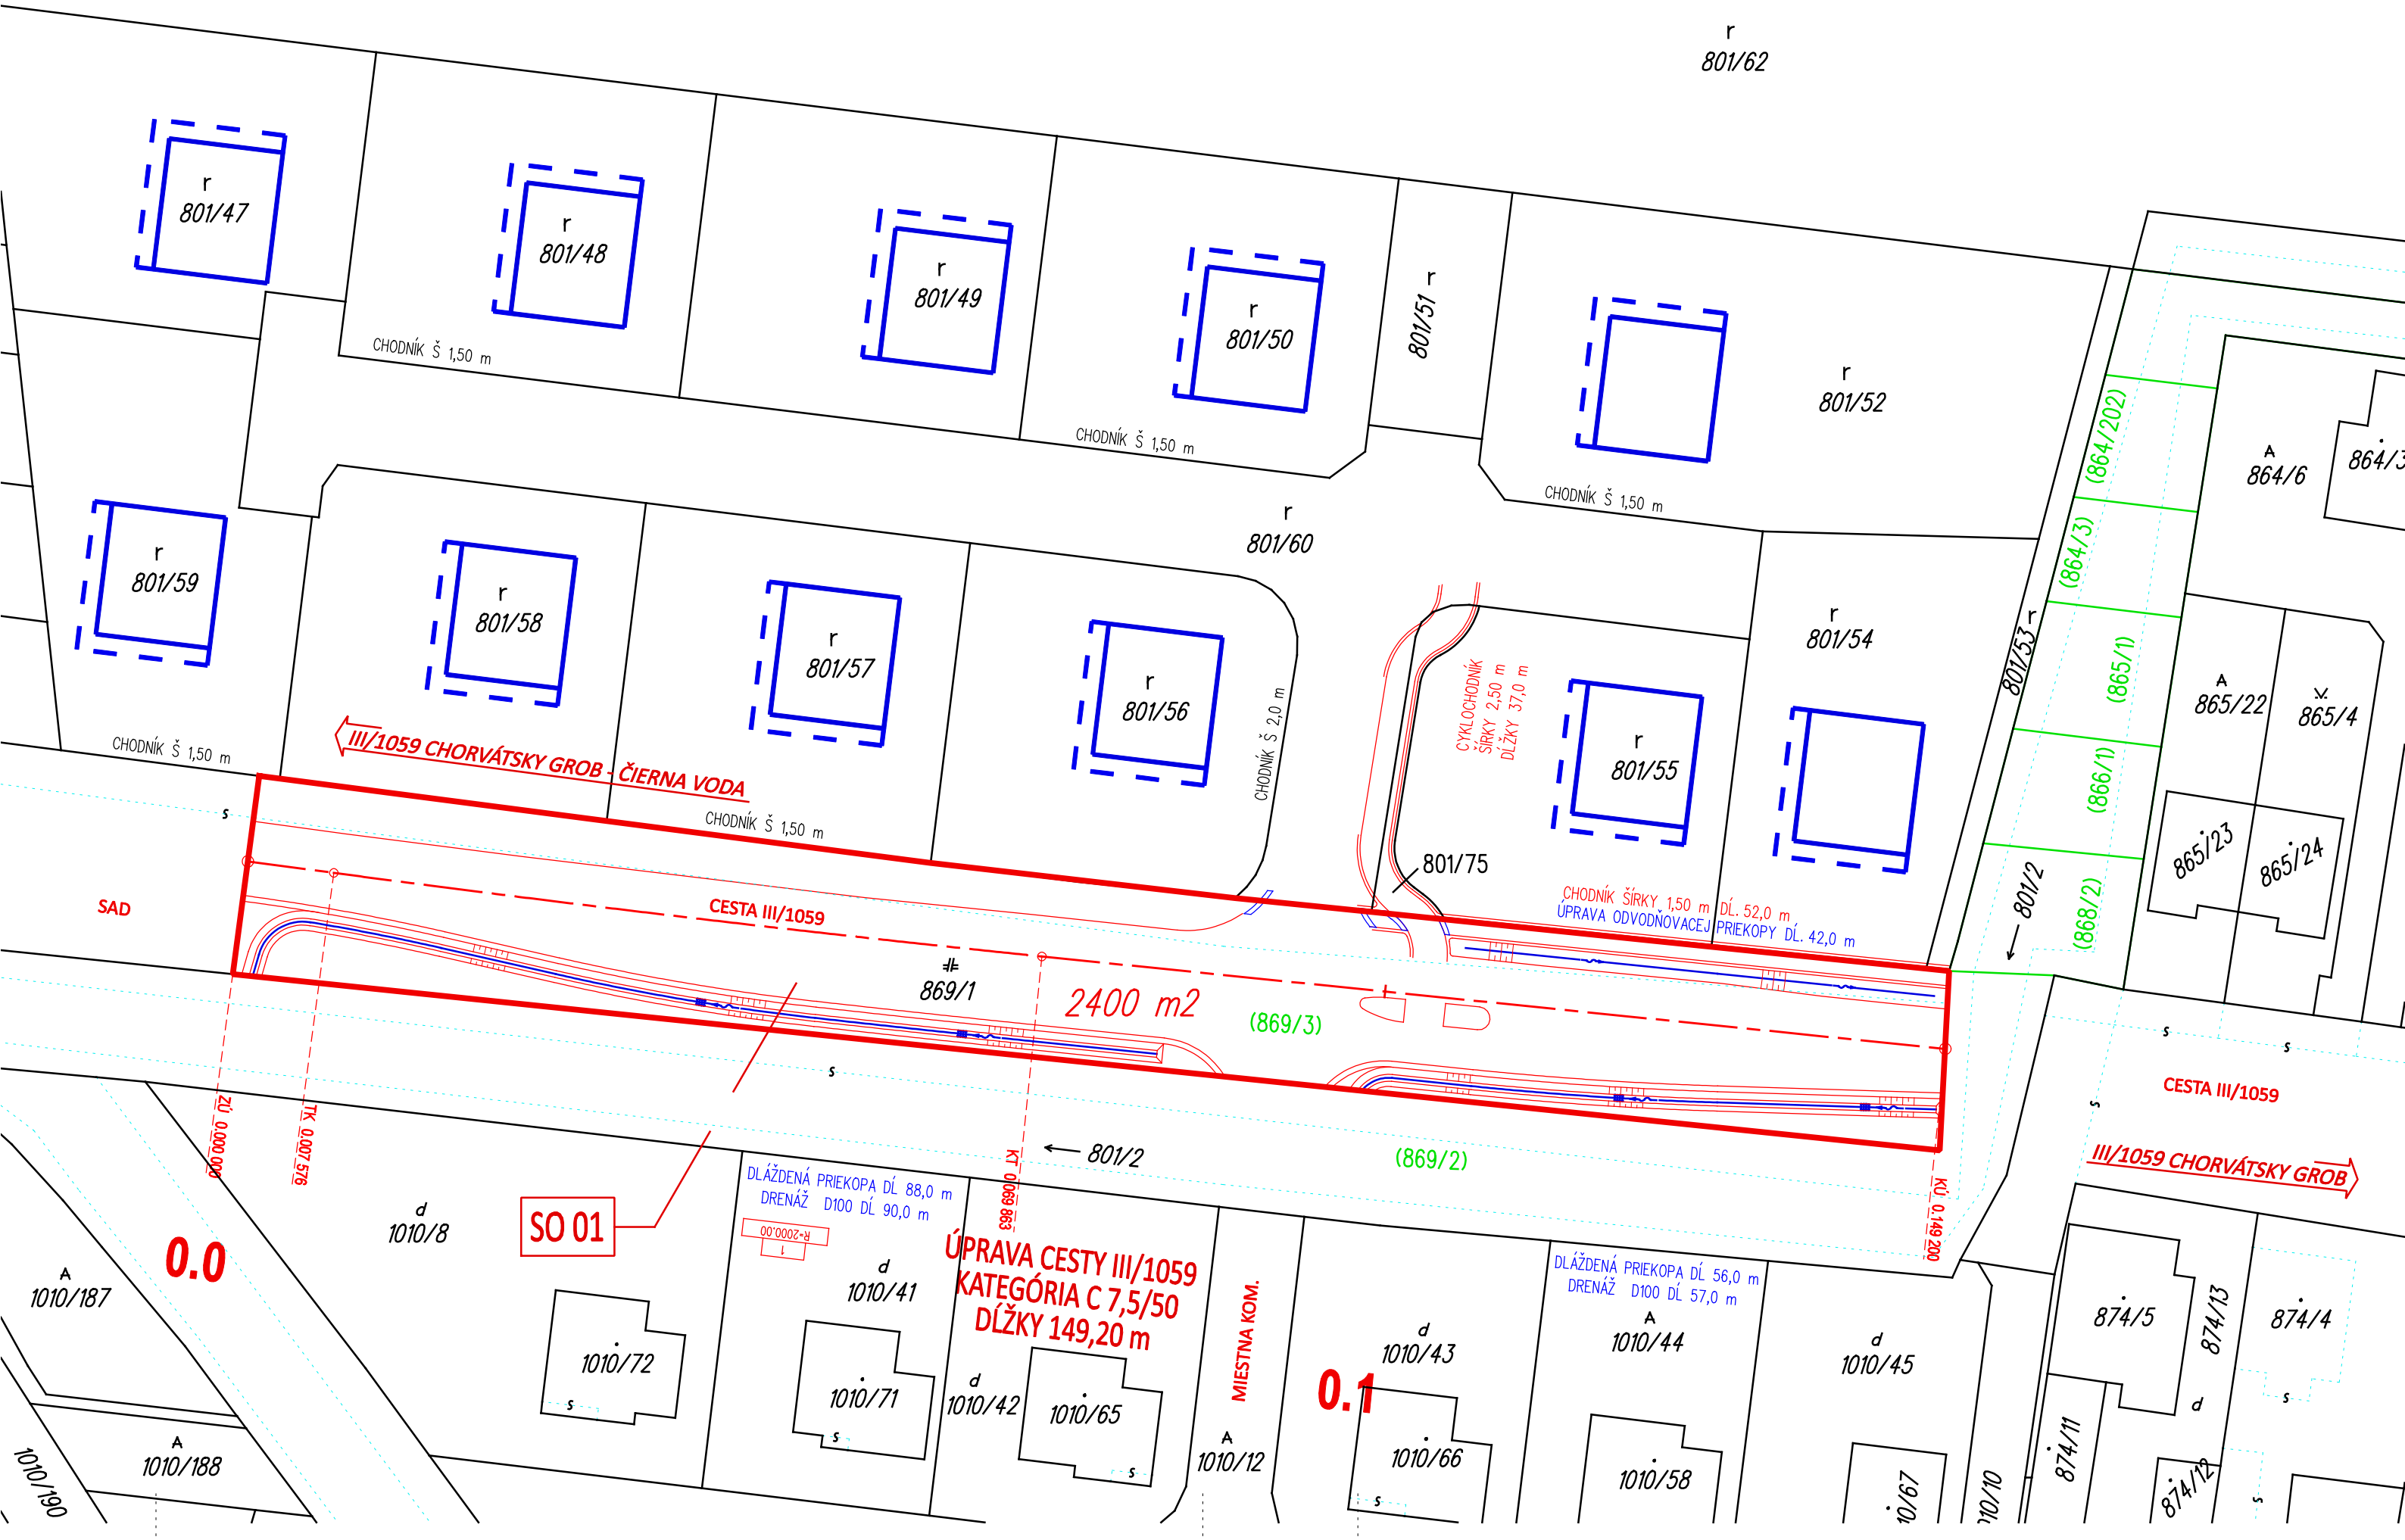 r
801/62
r
801/47
r
801/48
r
801/49
r
801/50
801/51 r
r
801/52
CHODNÍK Š 1,50 m
CHODNÍK Š 1,50 m
CHODNÍK Š 1,50 m
(864/202)
(864/3)
(865/1)
(866/1)
(868/2)
A
864/6
r
801/59
r
801/58
r
801/57
r
801/56
r
801/60
r
801/54
801/53 r
r
801/55
CYKLOCHODNÍK
ŠÍRKY 2,50 m
DĹŽKY 37,0 m
CHODNÍK Š 2,0 m
A
865/22
865/4
865/23
865/24
801/2
CHODNÍK Š 1,50 m
III/1059 CHORVÁTSKY GROB - ČIERNA VODA
CHODNÍK Š 1,50 m
801/75
CHODNÍK ŠÍRKY 1,50 m DĹ. 52,0 m
ÚPRAVA ODVODŇOVACEJ PRIEKOPY DĹ. 42,0 m
s
SAD
CESTA III/1059
869/1
2400 m2
(869/3)
s
s
s
CESTA III/1059
s
III/1059 CHORVÁTSKY GROB
ZÚ 0.000 000
TK 0.007 576
KT 0.069 863
KÚ 0.149 200
801/2
(869/2)
SO 01
DLÁŽDENÁ PRIEKOPA DĹ 88,0 m
DRENÁŽ D100 DĹ 90,0 m
R=2000.00
1
ÚPRAVA CESTY III/1059
KATEGÓRIA C 7,5/50
DĹŽKY 149,20 m
MIESTNA KOM.
DLÁŽDENÁ PRIEKOPA DĹ 56,0 m
DRENÁŽ D100 DĹ 57,0 m
0.0
0.1
A
1010/187
A
1010/188
1010/190
d
1010/8
1010/72
s
d
1010/41
1010/71
s
d
1010/42
1010/65
s
A
1010/12
d
1010/43
1010/66
s
A
1010/44
1010/58
d
1010/45
874/5
874/13
874/4
d
s
874/11
874/12
s